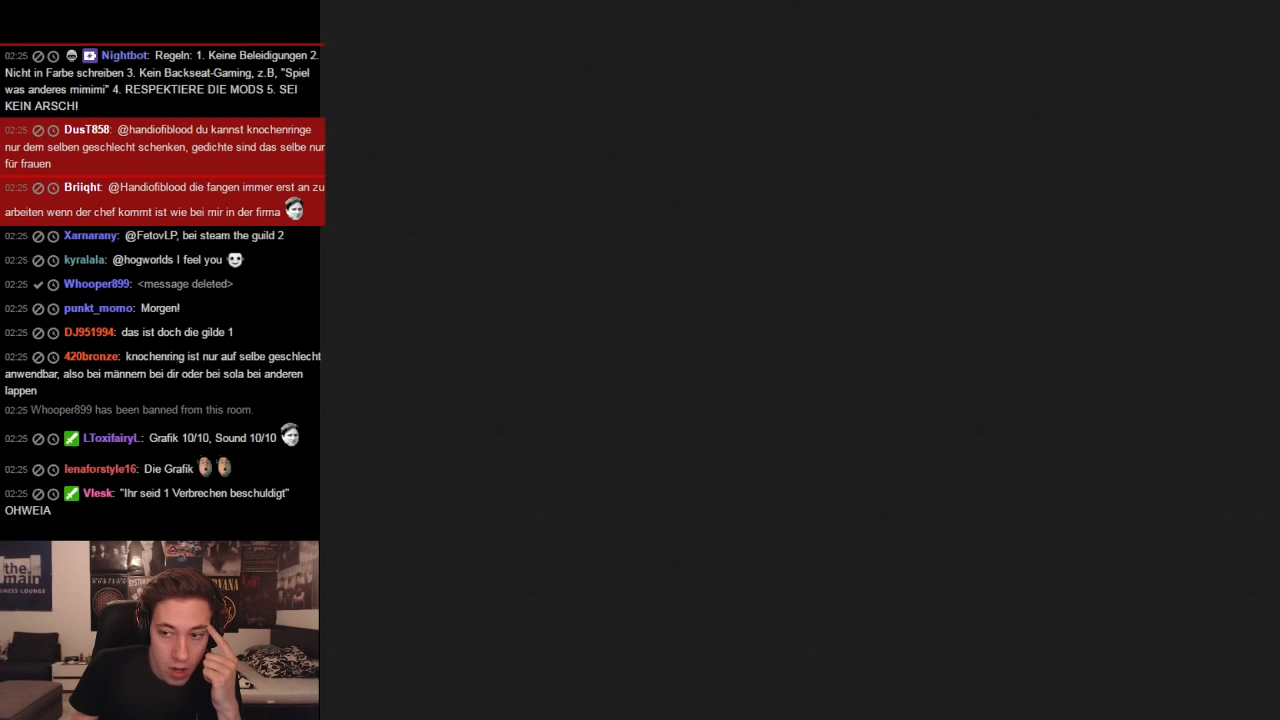 02:25 Nightbot: Regeln: 1. Keine Beleidigungen 2.
Nicht in Farbe schreiben 3. Kein Backseat-Gaming, z.B, "Spiel
was anderes mimimi" 4. RESPEKTIERE DIE MODS 5. SEI
KEIN ARSCH!
02:25 DusT858: @handiofiblood du kannst knochenringe
nur dem selben geschlecht schenken, gedichte sind das selbe nur
für frauen
02:25 Briiqht: @Handiofiblood die fangen immer erst an zu
arbeiten wenn der chef kommt ist wie bei mir in der firma
02:25 Xarnarany: @FetovLP, bei steam the guild 2
02:25 kyralala: @hogworlds I feel you
02:25 Whooper899: <message deleted>
02:25 punkt_momo: Morgen!
02:25 DJ951994: das ist doch die gilde 1
02:25 420bronze: knochenring ist nur auf selbe geschlecht
anwendbar, also bei männern bei dir oder bei sola bei anderen
lappen
02:25 Whooper899 has been banned from this room.
02:25 LToxifairyL: Grafik 10/10, Sound 10/10
02:25 lenaforstyle16: Die Grafik
02:25 Vlesk: "Ihr seid 1 Verbrechen beschuldigt"
OHWEIA
the.
main
LOUNGE
NIRVANA